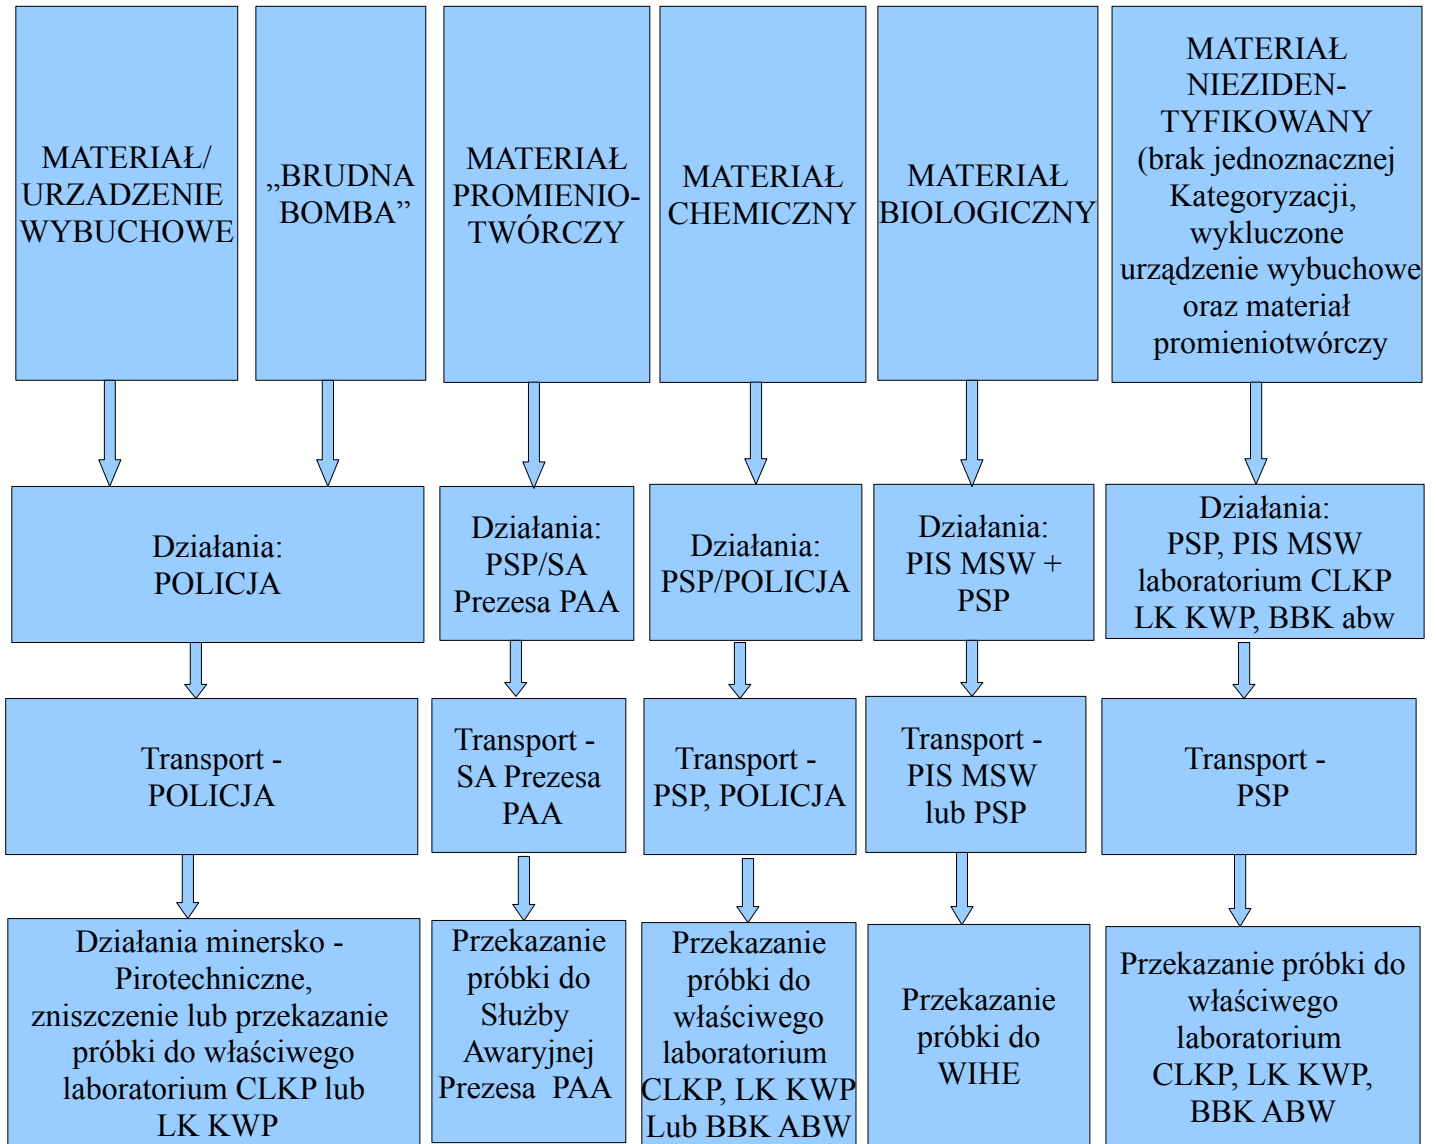 MATERIAŁ/
URZADZENIE
WYBUCHOWE
„BRUDNA
BOMBA”
MATERIAŁ
PROMIENIO-
TWÓRCZY
MATERIAŁ
CHEMICZNY
MATERIAŁ
BIOLOGICZNY
MATERIAŁ
NIEZIDEN-
TYFIKOWANY
(brak jednoznacznej
Kategoryzacji,
wykluczone
urządzenie wybuchowe
oraz materiał
promieniotwórczy
Działania:
POLICJA
Działania:
PSP/SA
Prezesa PAA
Działania:
PSP/POLICJA
Działania:
PIS MSW +
PSP
Działania:
PSP, PIS MSW
laboratorium CLKP
LK KWP, BBK abw
Transport -
POLICJA
Transport -
SA Prezesa
PAA
Transport -
PSP, POLICJA
Transport -
PIS MSW
lub PSP
Transport -
PSP
Działania minersko -
Pirotechniczne,
zniszczenie lub przekazanie
próbki do właściwego
laboratorium CLKP lub
LK KWP
Przekazanie
próbki do
Służby
Awaryjnej
Prezesa  PAA
Przekazanie
próbki do
właściwego
laboratorium
CLKP, LK KWP
Lub BBK ABW
Przekazanie
próbki do
WIHE
Przekazanie próbki do
właściwego
laboratorium
CLKP, LK KWP,
BBK ABW